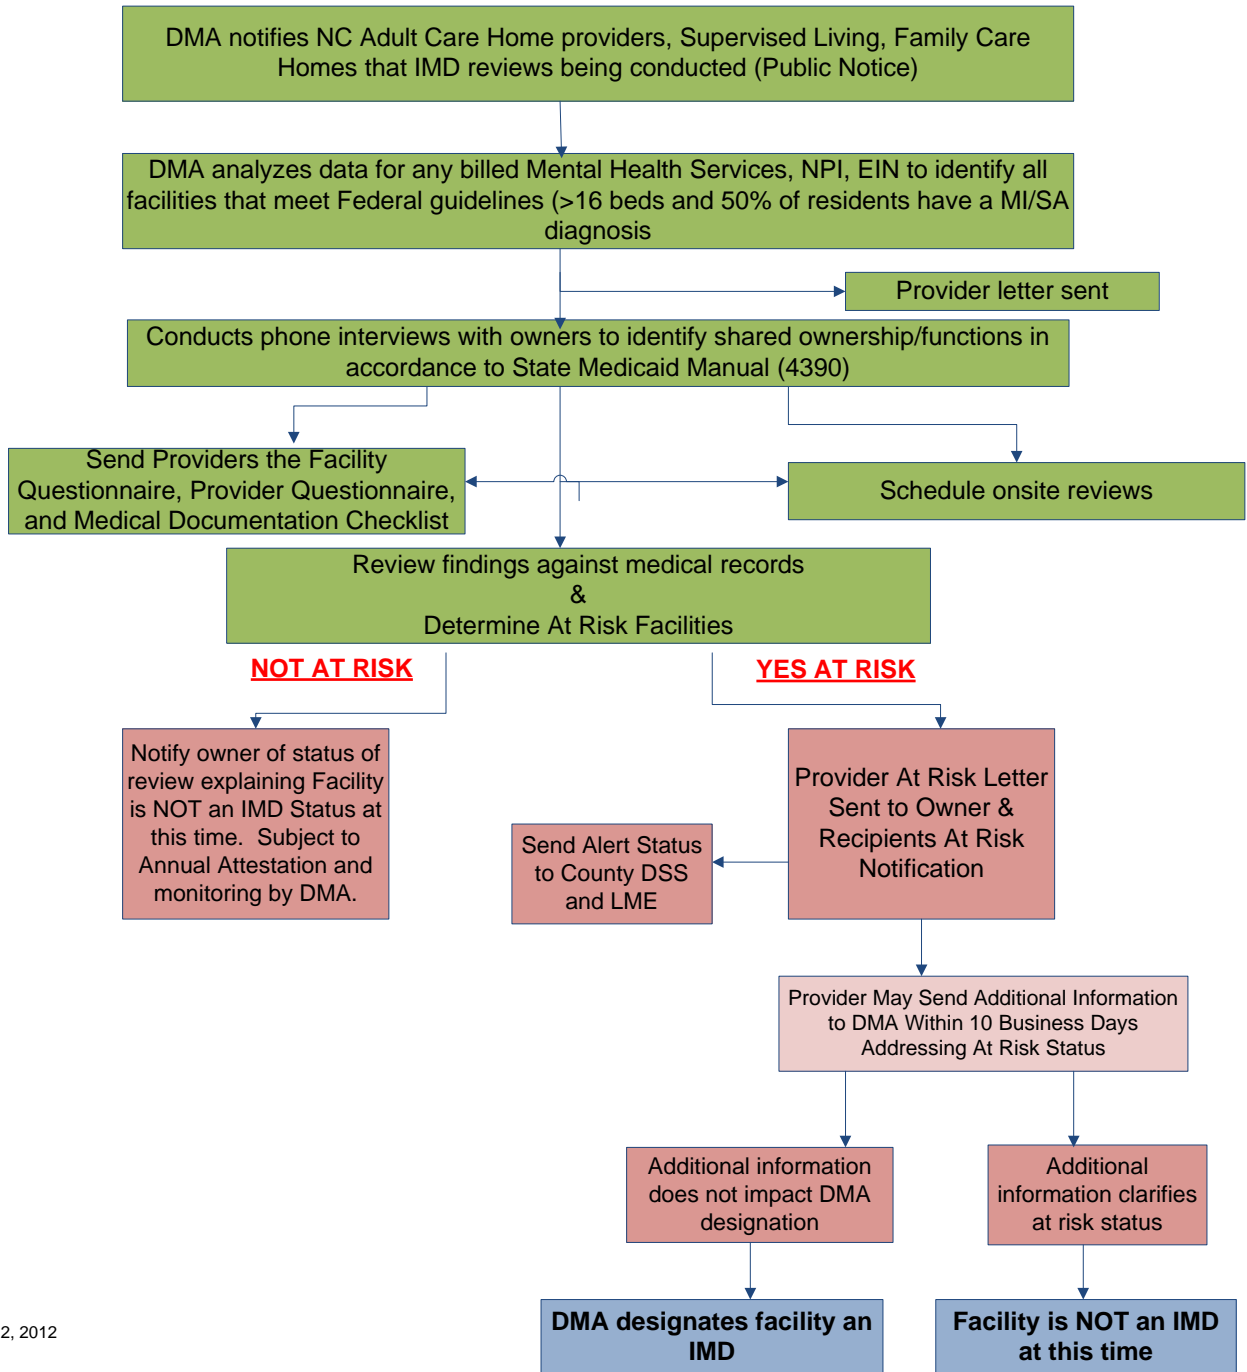 DMA notifies NC Adult Care Home providers, Supervised Living, Family Care
Homes that IMD reviews being conducted (Public Notice)
DMA analyzes data for any billed Mental Health Services, NPI, EIN to identify all
facilities that meet Federal guidelines (>16 beds and 50% of residents have a MI/SA
diagnosis
Provider letter sent
Conducts phone interviews with owners to identify shared ownership/functions in
accordance to State Medicaid Manual (4390)
Send Providers the Facility
Questionnaire, Provider Questionnaire,
and Medical Documentation Checklist
Schedule onsite reviews
Review findings against medical records
&
Determine At Risk Facilities
NOT AT RISK
YES AT RISK
Notify owner of status of
review explaining Facility
is NOT an IMD Status at
this time.  Subject to
Annual Attestation and
monitoring by DMA.
Send Alert Status
to County DSS
and LME
Provider At Risk Letter
Sent to Owner &
Recipients At Risk
Notification
Provider May Send Additional Information
to DMA Within 10 Business Days
Addressing At Risk Status
Additional information
does not impact DMA
designation
Additional
information clarifies
at risk status
DMA designates facility an
IMD
Facility is NOT an IMD
at this time
2, 2012